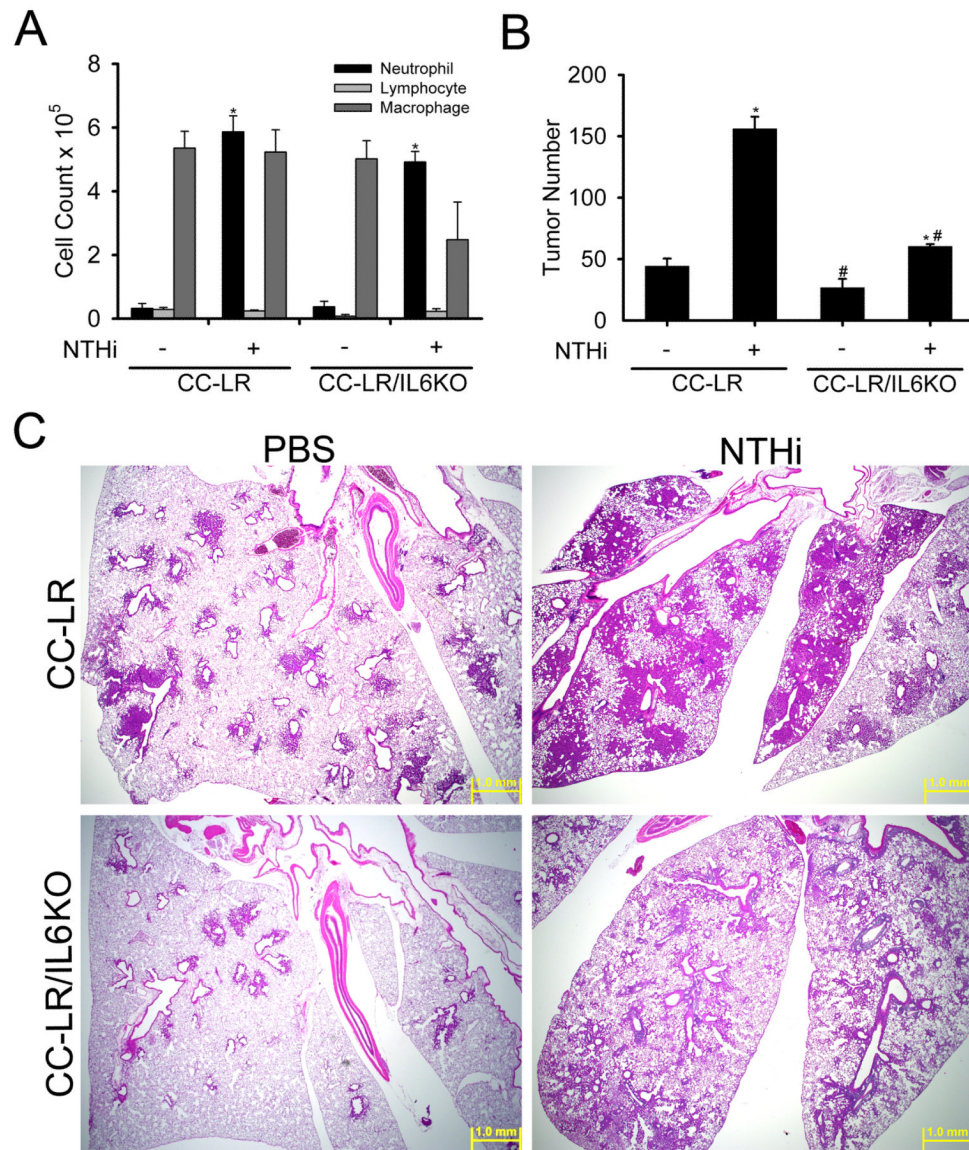 A
Cell Count x 10⁵
8
6
4
2
0
Neutrophil
Lymphocyte
Macrophage
*
*
NTHi - + - +
CC-LR CC-LR/IL6KO
B
Tumor Number
200
150
100
50
0
*
#
*#
NTHi - + - +
CC-LR CC-LR/IL6KO
C
PBS NTHi
CC-LR
1.0 mm
1.0 mm
CC-LR/IL6KO
1.0 mm
1.0 mm